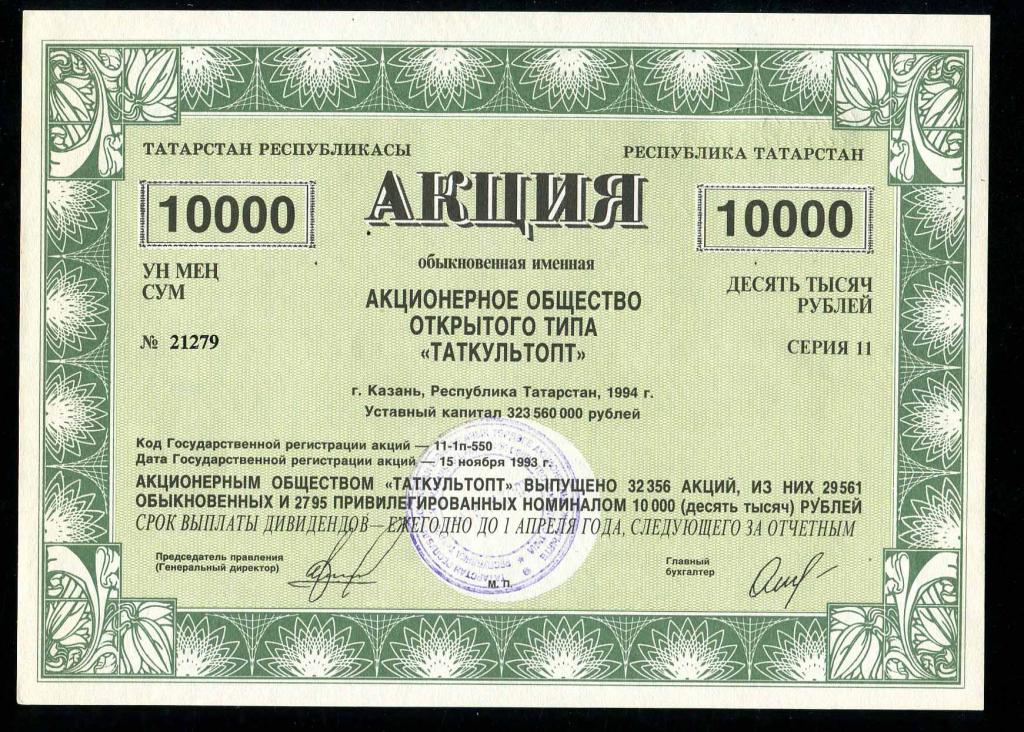 ТАТАРСТАН РЕСПУБЛИКАСЫ
РЕСПУБЛИКА ТАТАРСТАН
АКЦИЯ
10000
10000
обыкновенная именная
УН МЕҢ
СУМ
ДЕСЯТЬ ТЫСЯЧ
РУБЛЕЙ
АКЦИОНЕРНОЕ ОБЩЕСТВО
ОТКРЫТОГО ТИПА
«ТАТКУЛЬТОПТ»
№ 21279
СЕРИЯ 11
г. Казань, Республика Татарстан, 1994 г.
Уставный капитал 323 560 000 рублей
Код Государственной регистрации акций — 11-1п-550
Дата Государственной регистрации акций — 15 ноября 1993 г.
АКЦИОНЕРНЫМ ОБЩЕСТВОМ «ТАТКУЛЬТОПТ» ВЫПУЩЕНО 32 356 АКЦИЙ, ИЗ НИХ 29 561
ОБЫКНОВЕННЫХ И 2795 ПРИВИЛЕГИРОВАННЫХ НОМИНАЛОМ 10 000 (десять тысяч) РУБЛЕЙ
СРОК ВЫПЛАТЫ ДИВИДЕНДОВ — ЕЖЕГОДНО ДО 1 АПРЕЛЯ ГОДА, СЛЕДУЮЩЕГО ЗА ОТЧЕТНЫМ
Председатель правления
(Генеральный директор)
Главный
бухгалтер
М. П.